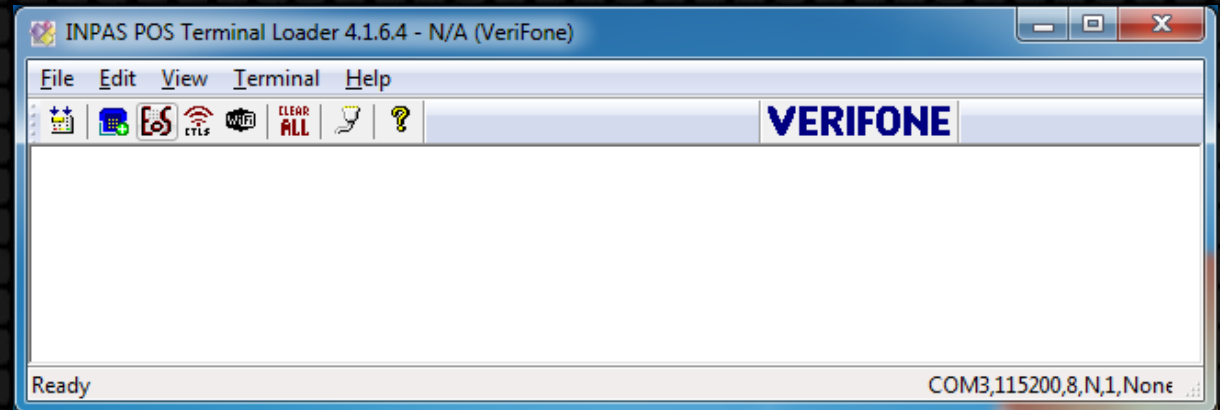 INPAS POS Terminal Loader 4.1.6.4 - N/A (VeriFone)
File Edit View Terminal Help
EoS CTLS WiFi CLEAR ALL ? VERIFONE
Ready COM3,115200,8,N,1,None